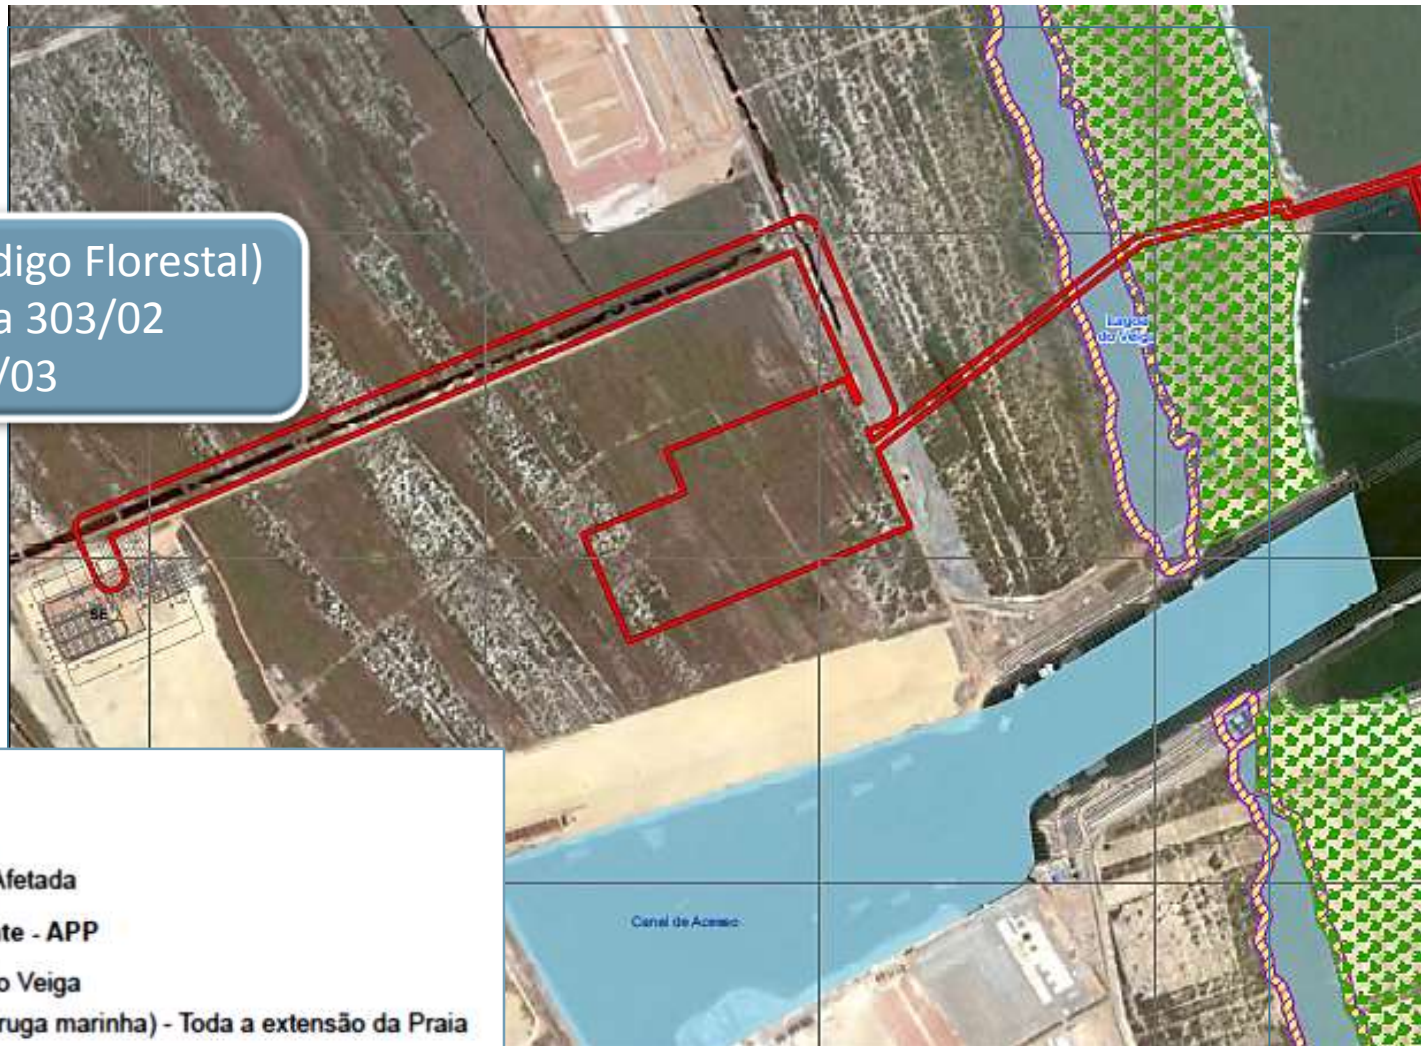 digo Florestal)
a 303/02
/03
Lagoa
do Veiga
SE
Canal de Acesso
Afetada
te - APP
o Veiga
ruga marinha) - Toda a extensão da Praia